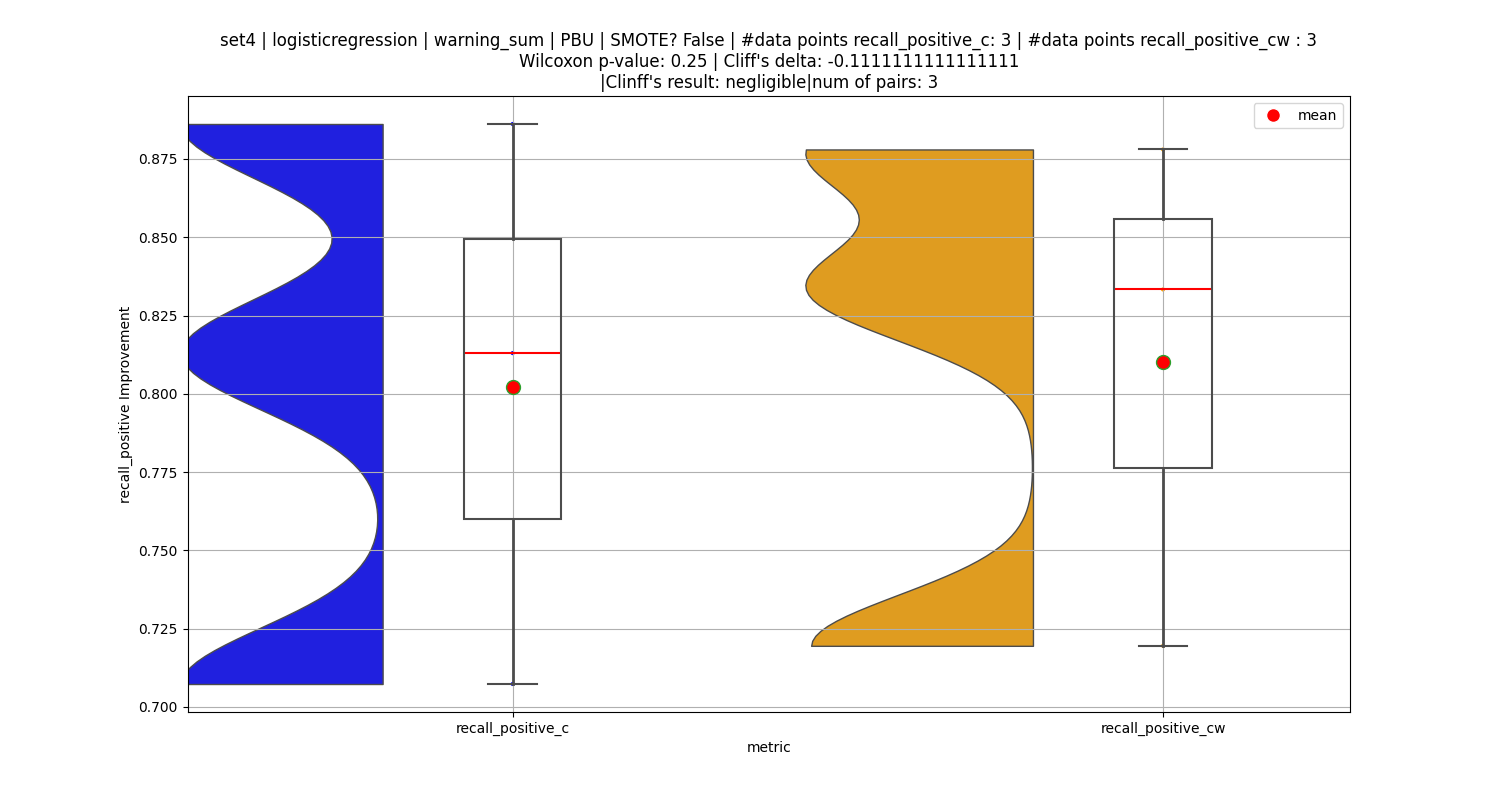 set4 | logisticregression | warning_sum | PBU | SMOTE? False | #data points recall_positive_c: 3 | #data points recall_positive_cw : 3
Wilcoxon p-value: 0.25 | Cliff's delta: -0.1111111111111111
|Clinff's result: negligible|num of pairs: 3
mean
0.875
0.850
0.825
0.800
0.775
0.750
0.725
0.700
recall_positive Improvement
recall_positive_c
recall_positive_cw
metric